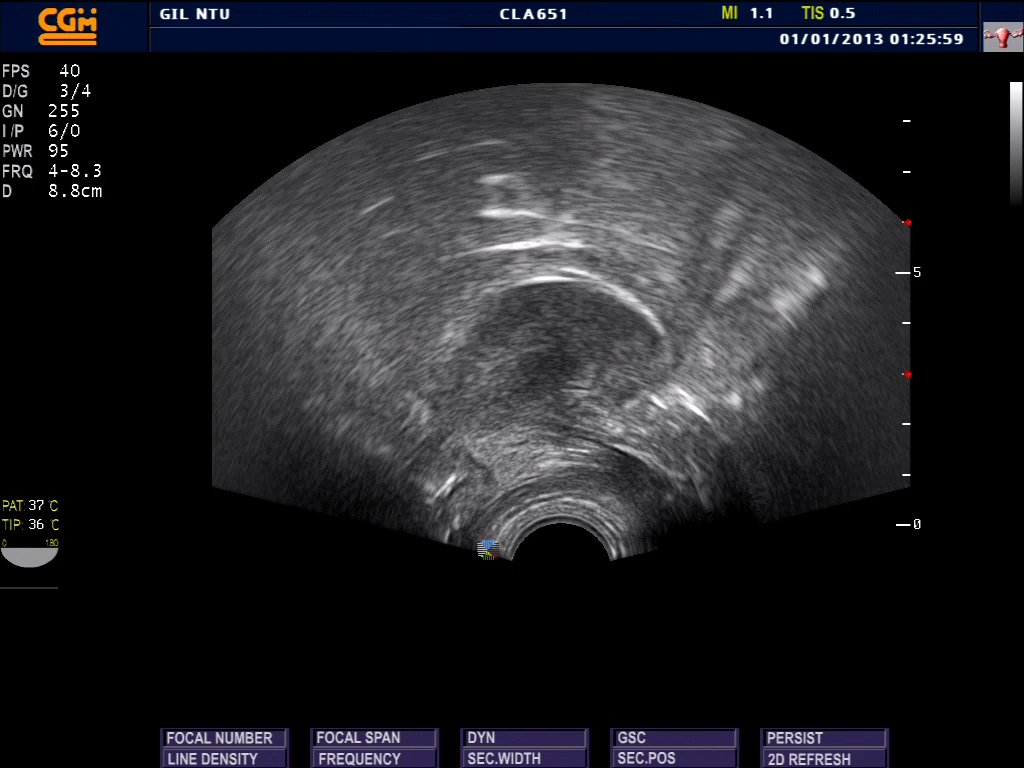 CGM
GIL NTU CLA651 MI 1.1 TIS 0.5
01/01/2013 01:25:59
FPS 40
D/G 3/4
GN 255
I/P 6/0
PWR 95
FRQ 4-8.3
D 8.8cm
5
PAT: 37 °C
TIP: 36 °C
0 180
0
FOCAL NUMBER FOCAL SPAN DYN GSC PERSIST
LINE DENSITY FREQUENCY SEC.WIDTH SEC.POS 2D REFRESH